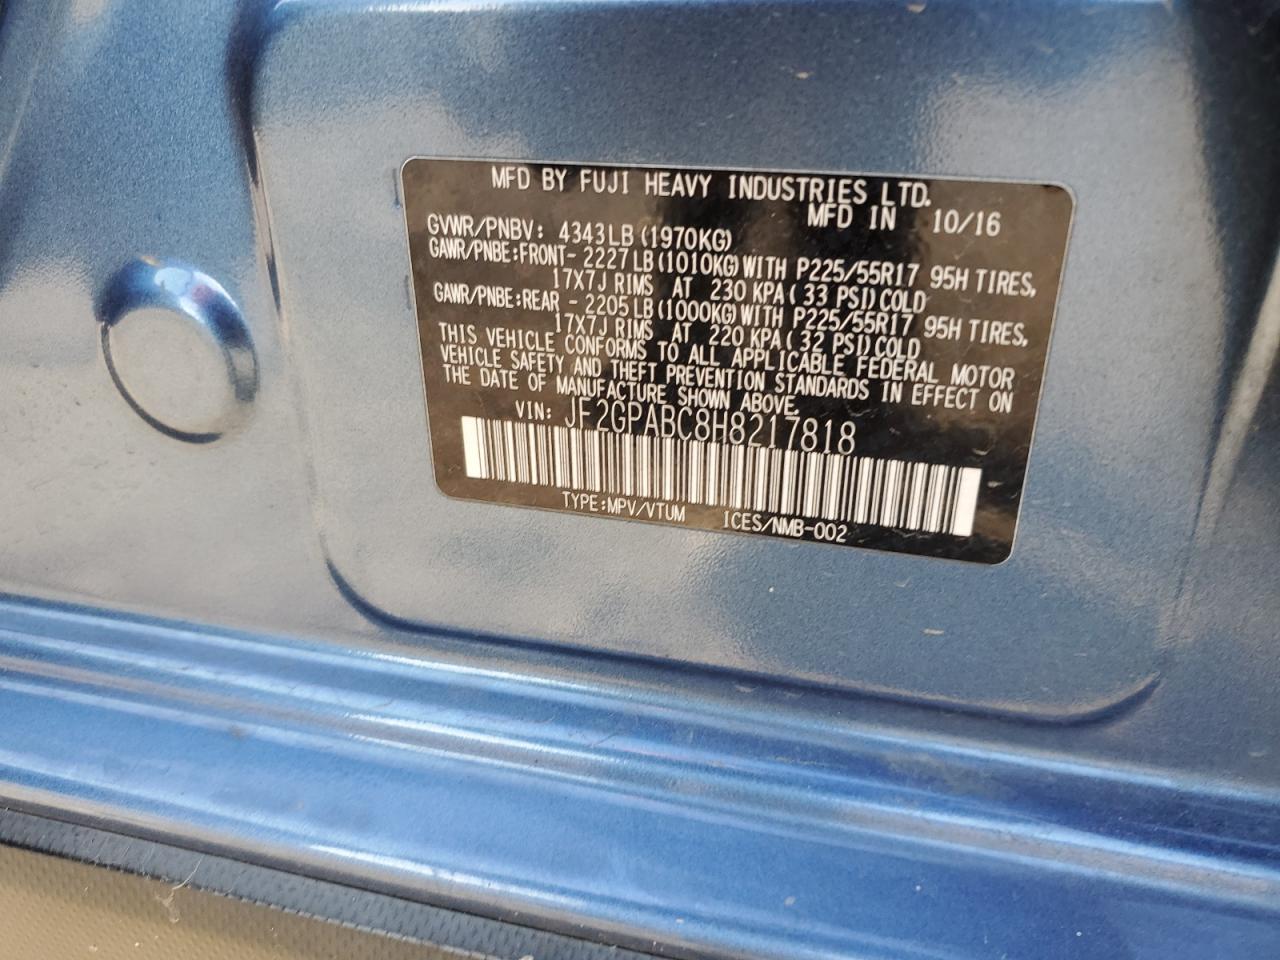 MFD BY FUJI HEAVY INDUSTRIES LTD.
MFD IN 10/16
GVWR/PNBV: 4343LB (1970KG)
GAWR/PNBE:FRONT- 2227LB (1010KG) WITH P225/55R17 95H TIRES,
17X7J RIMS AT 230 KPA (33 PSI) COLD
GAWR/PNBE:REAR - 2205LB (1000KG) WITH P225/55R17 95H TIRES,
17X7J RIMS AT 220 KPA (32 PSI) COLD
THIS VEHICLE CONFORMS TO ALL APPLICABLE FEDERAL MOTOR
VEHICLE SAFETY AND THEFT PREVENTION STANDARDS IN EFFECT ON
THE DATE OF MANUFACTURE SHOWN ABOVE.
VIN: JF2GPABC8H8217818
TYPE:MPV/VTUM ICES/NMB-002